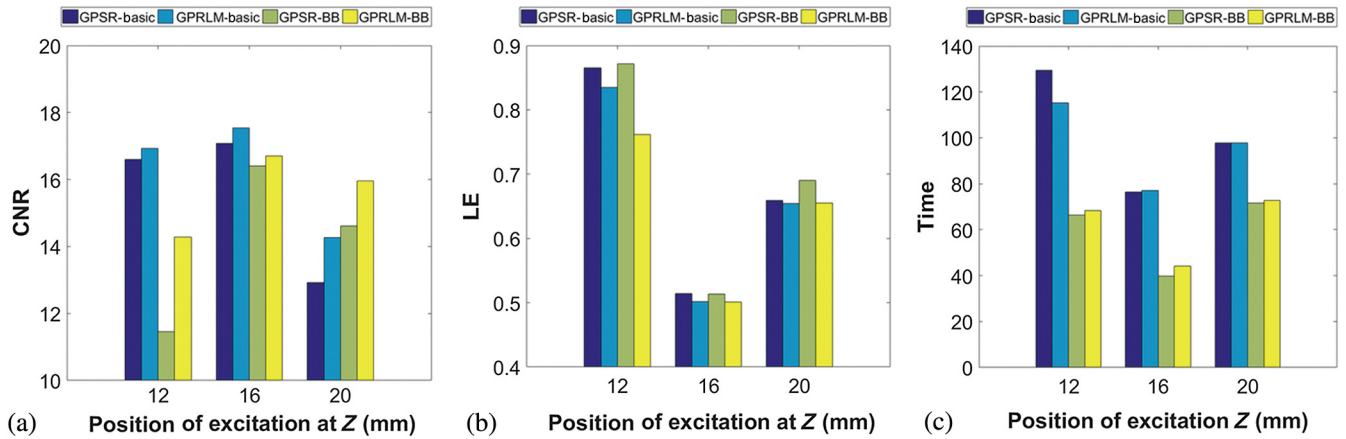 GPSR-basic GPRLM-basic GPSR-BB GPRLM-BB
CNR
20
18
16
14
12
10
12 16 20
Position of excitation at Z (mm)
(a)
GPSR-basic GPRLM-basic GPSR-BB GPRLM-BB
LE
0.9
0.8
0.7
0.6
0.5
0.4
12 16 20
Position of excitation at Z (mm)
(b)
GPSR-basic GPRLM-basic GPSR-BB GPRLM-BB
Time
140
120
100
80
60
40
20
0
12 16 20
Position of excitation Z (mm)
(c)